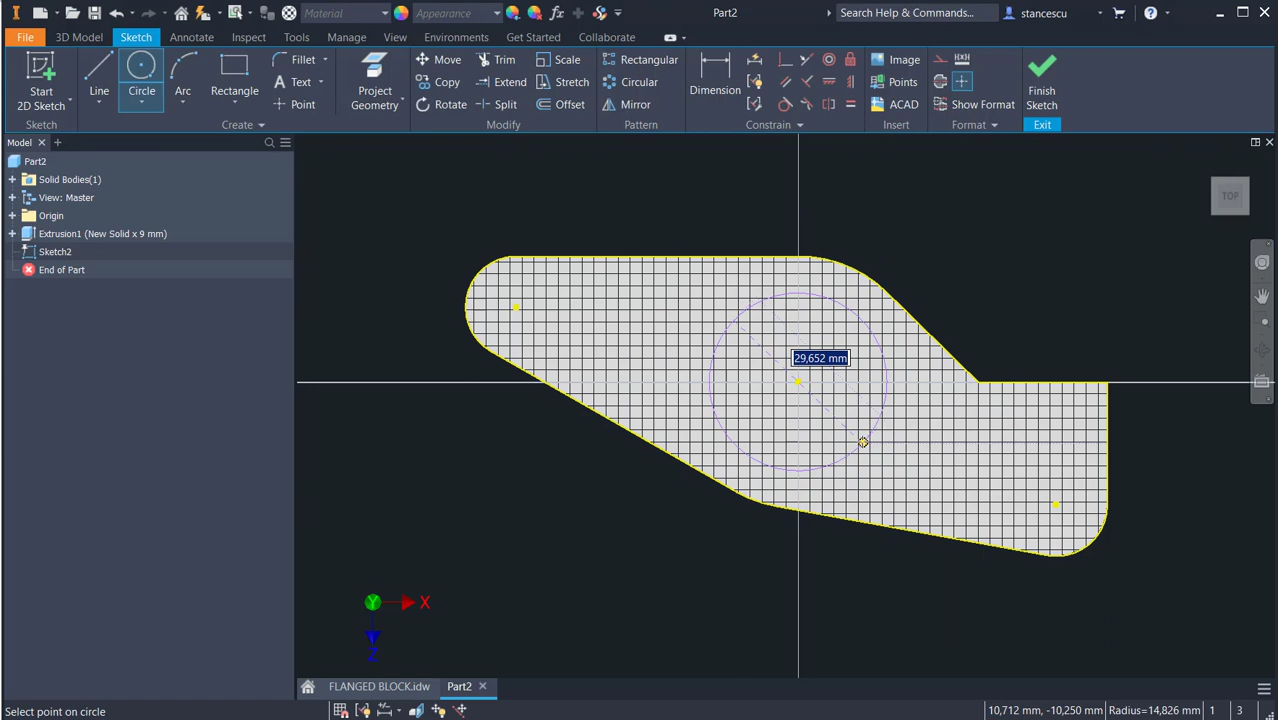 Material Appearance Part2 Search Help & Commands... stancescu
File 3D Model Sketch Annotate Inspect Tools Manage View Environments Get Started Collaborate
Start 2D Sketch
Line
Circle
Arc
Rectangle
Fillet
Text
Point
Project Geometry
Move Trim Scale
Copy Extend Stretch
Rotate Split Offset
Rectangular
Circular
Mirror
Dimension
Image
Points
ACAD
Show Format
Finish Sketch
Sketch Create Modify Pattern Constrain Insert Format Exit
Model
Part2
Solid Bodies(1)
View: Master
Origin
Extrusion1 (New Solid x 9 mm)
Sketch2
End of Part
TOP
29,652 mm
Y X
Z
FLANGED BLOCK.idw Part2
Select point on circle 10,712 mm, -10,250 mm Radius=14,826 mm 1 3